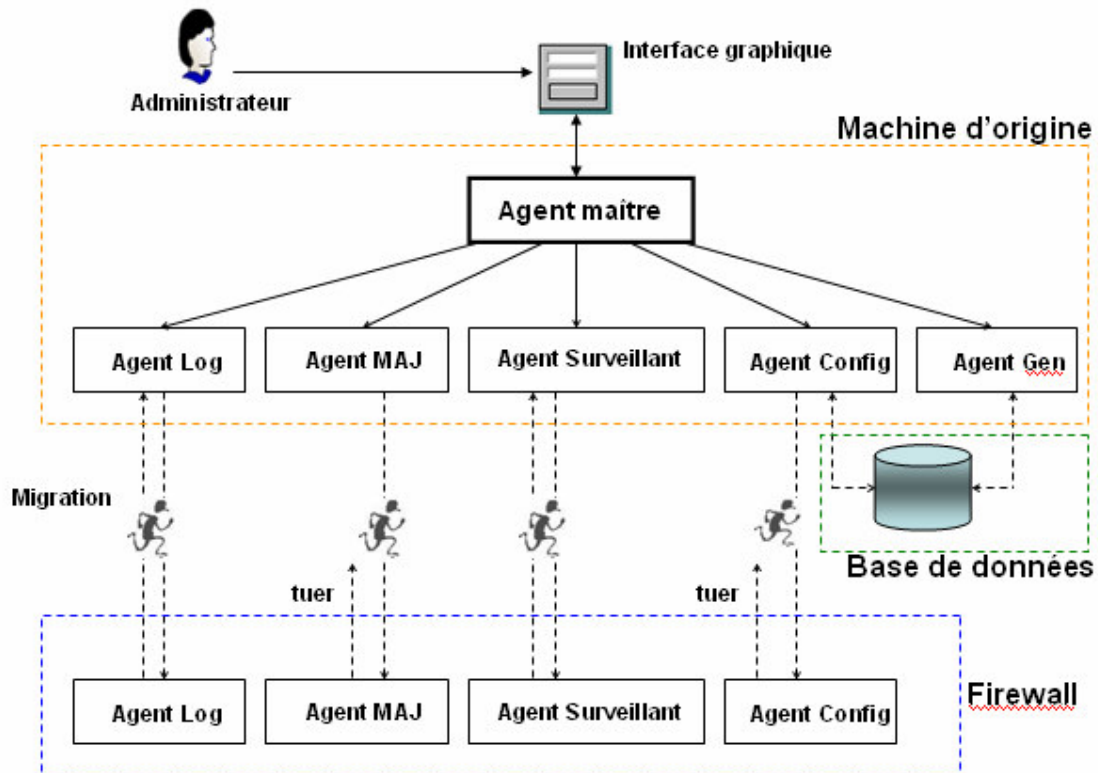 Interface graphique
Administrateur
Machine d'origine
Agent maître
Agent Log
Agent MAJ
Agent Surveillant
Agent Config
Agent Gen
Migration
Base de données
tuer
tuer
Agent Log
Agent MAJ
Agent Surveillant
Agent Config
Firewall